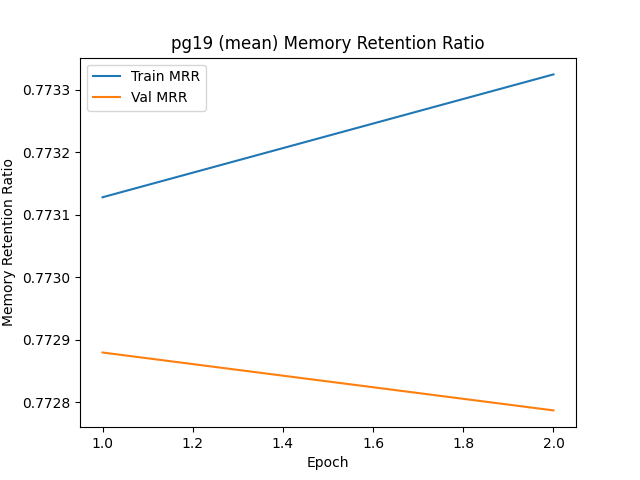 pg19 (mean) Memory Retention Ratio
Train MRR
Val MRR
Memory Retention Ratio
0.7733
0.7732
0.7731
0.7730
0.7729
0.7728
1.0 1.2 1.4 1.6 1.8 2.0
Epoch